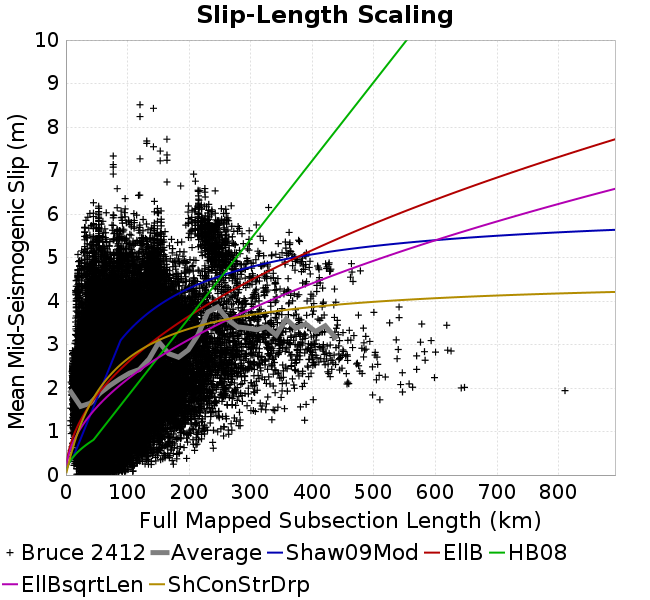 Slip-Length Scaling
Mean Mid-Seismogenic Slip (m)
10
9
8
7
6
5
4
3
2
1
0
0 100 200 300 400 500 600 700 800
Full Mapped Subsection Length (km)
Bruce 2412 Average Shaw09Mod EllB HB08
EllBsqrtLen ShConStrDrp